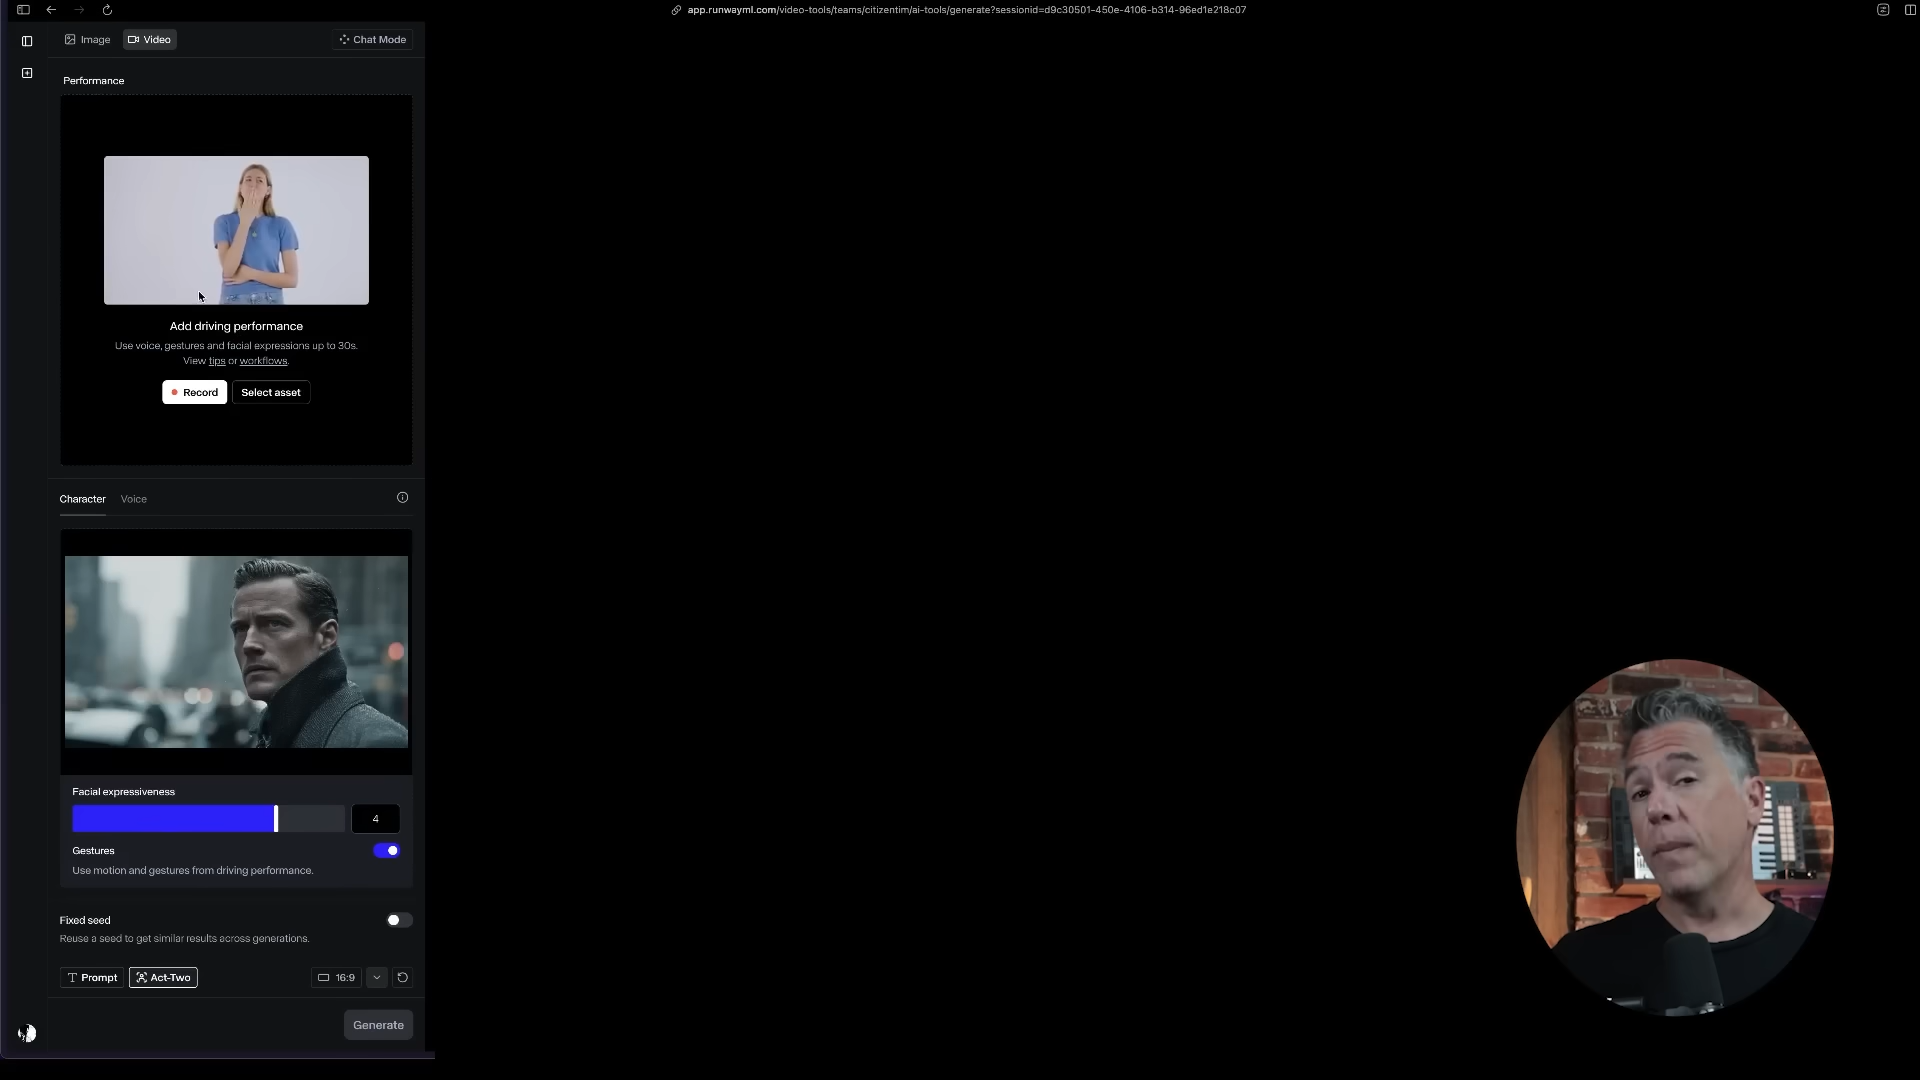 app.runwayml.com/video-tools/teams/citizentim/ai-tools/generate?sessionid=d9c30501-450e-4106-b314-96ed1e218c07
Image Video Chat Mode
Performance
Add driving performance
Use voice, gestures and facial expressions up to 30s.
View tips or workflows.
Record Select asset
Character Voice
Facial expressiveness
4
Gestures
Use motion and gestures from driving performance.
Fixed seed
Reuse a seed to get similar results across generations.
Prompt Act-Two 16:9
Generate